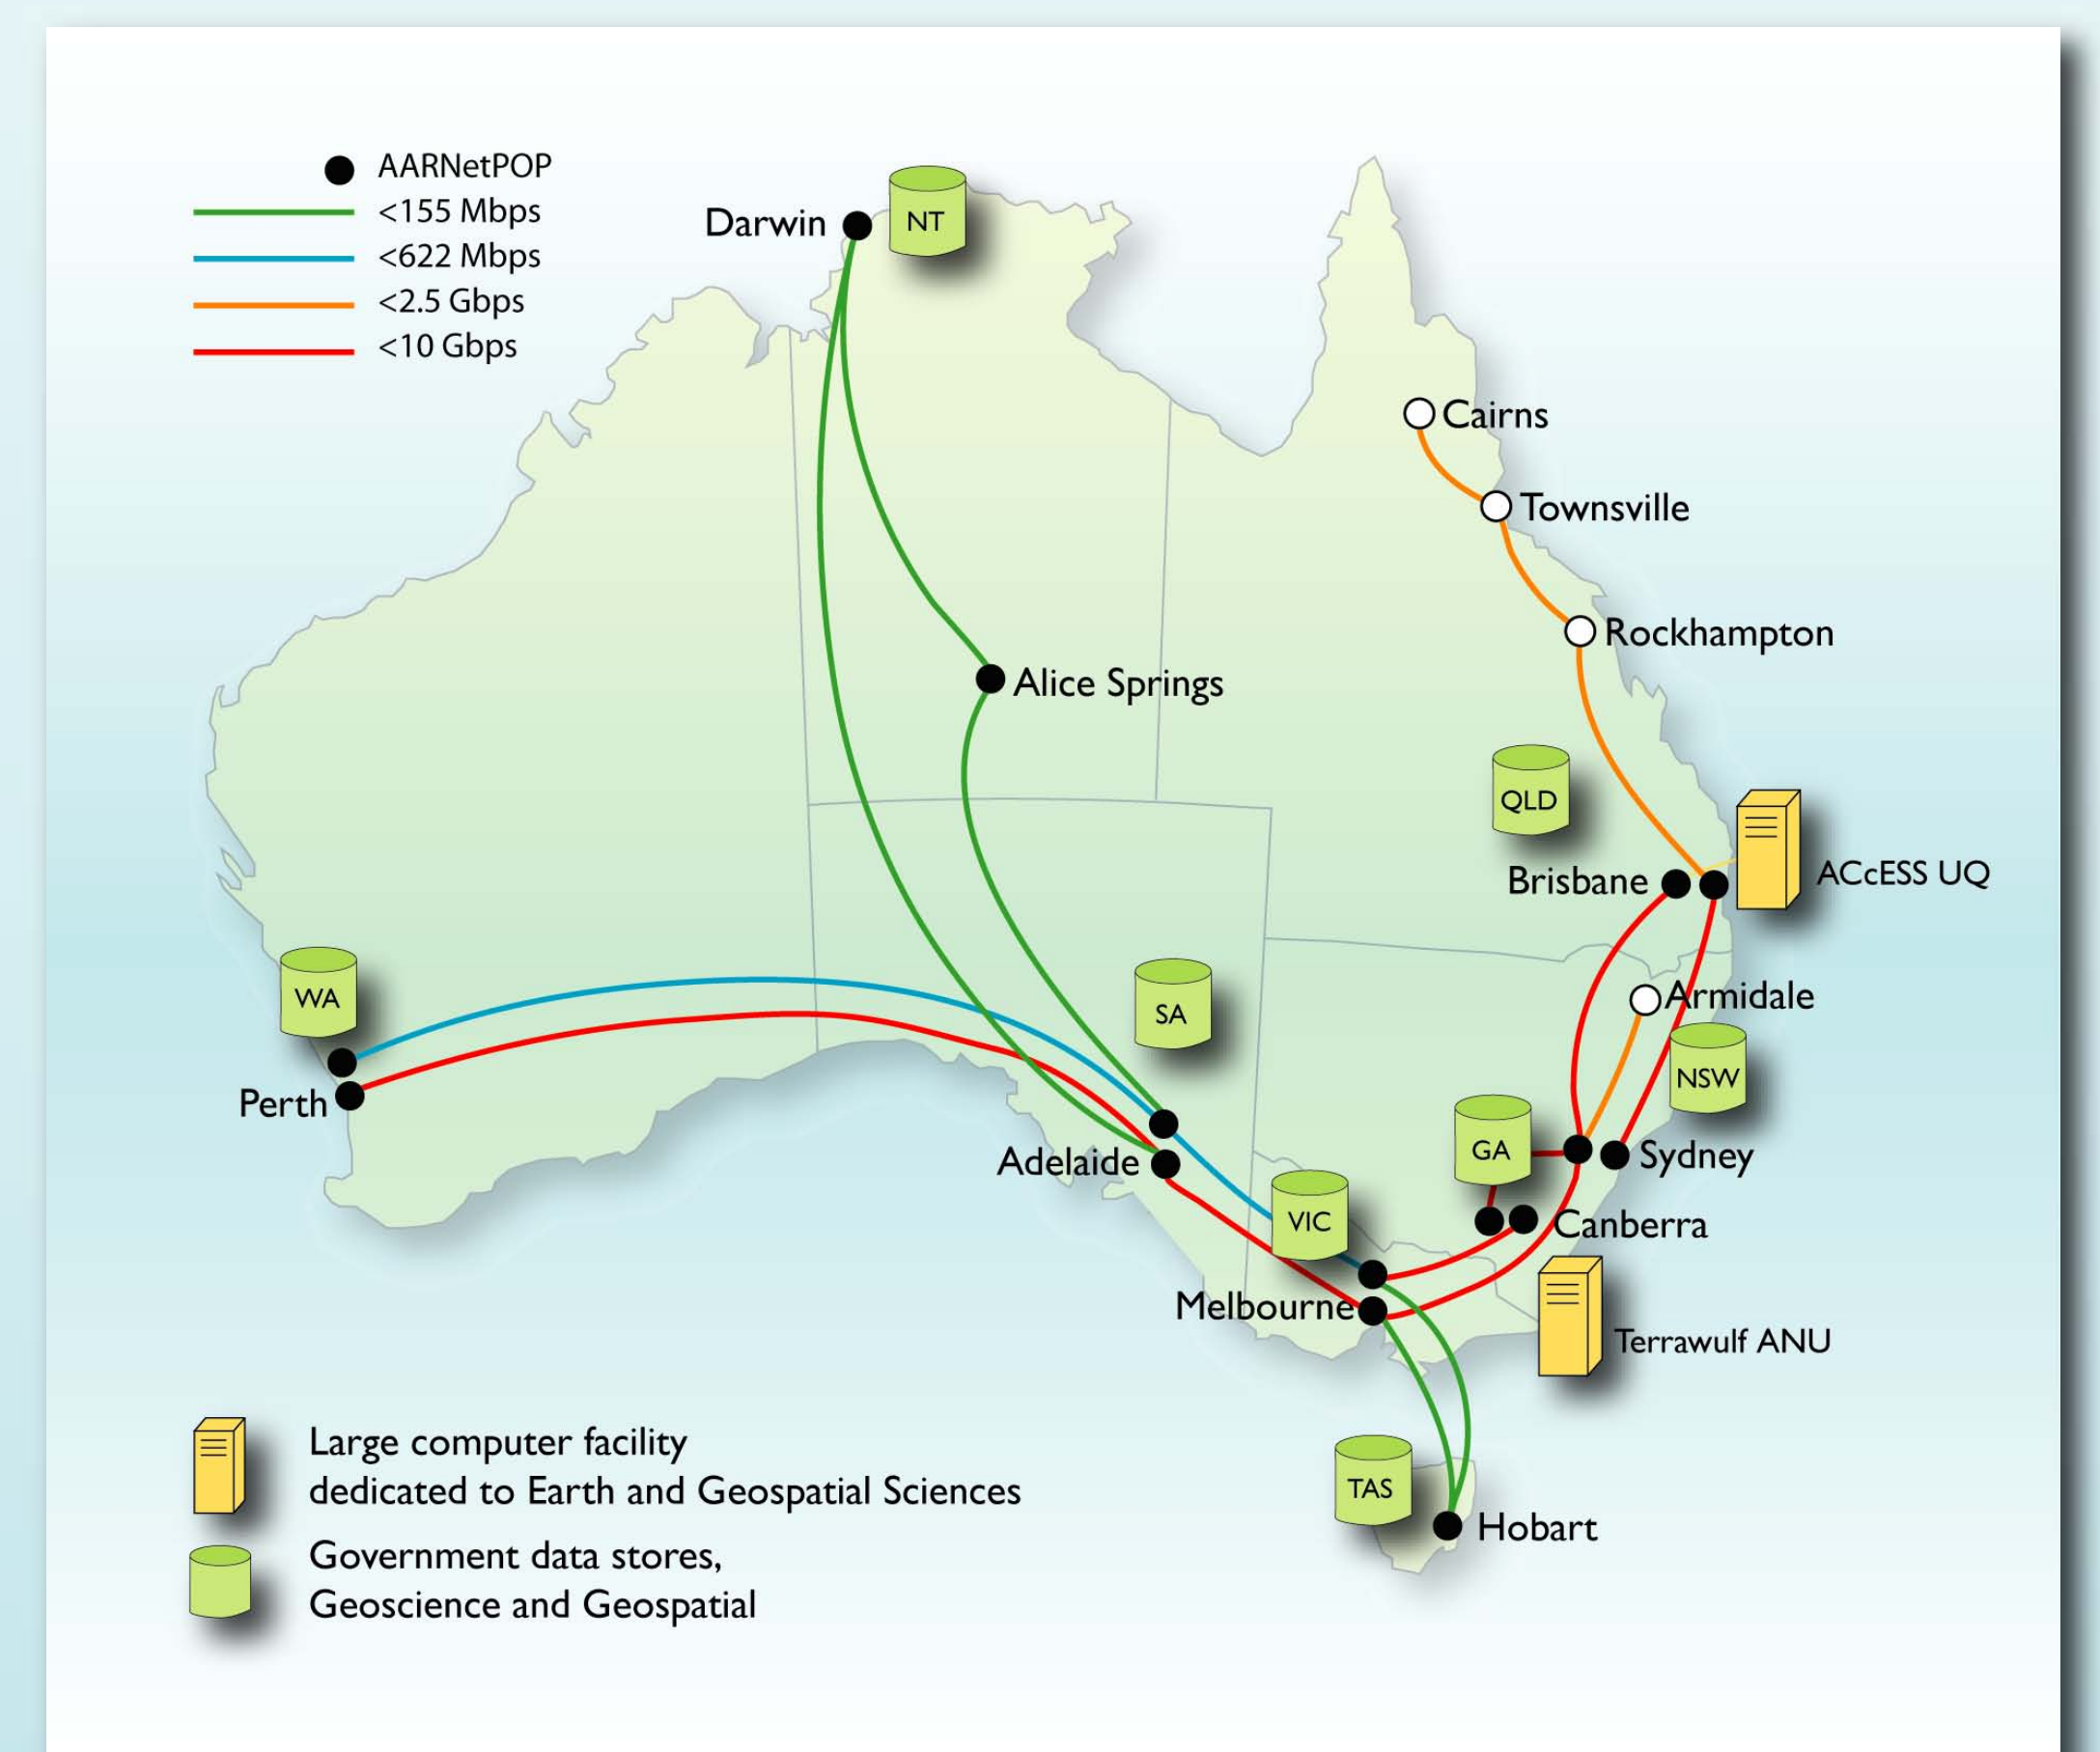 AARNetPOP
<155 Mbps
<622 Mbps
<2.5 Gbps
<10 Gbps
Darwin
NT
Cairns
Townsville
Rockhampton
Alice Springs
QLD
Brisbane
ACcESS UQ
WA
SA
Armidale
NSW
Perth
Adelaide
GA
Sydney
VIC
Canberra
Melbourne
Terrawulf ANU
TAS
Hobart
Large computer facility
dedicated to Earth and Geospatial Sciences
Government data stores,
Geoscience and Geospatial